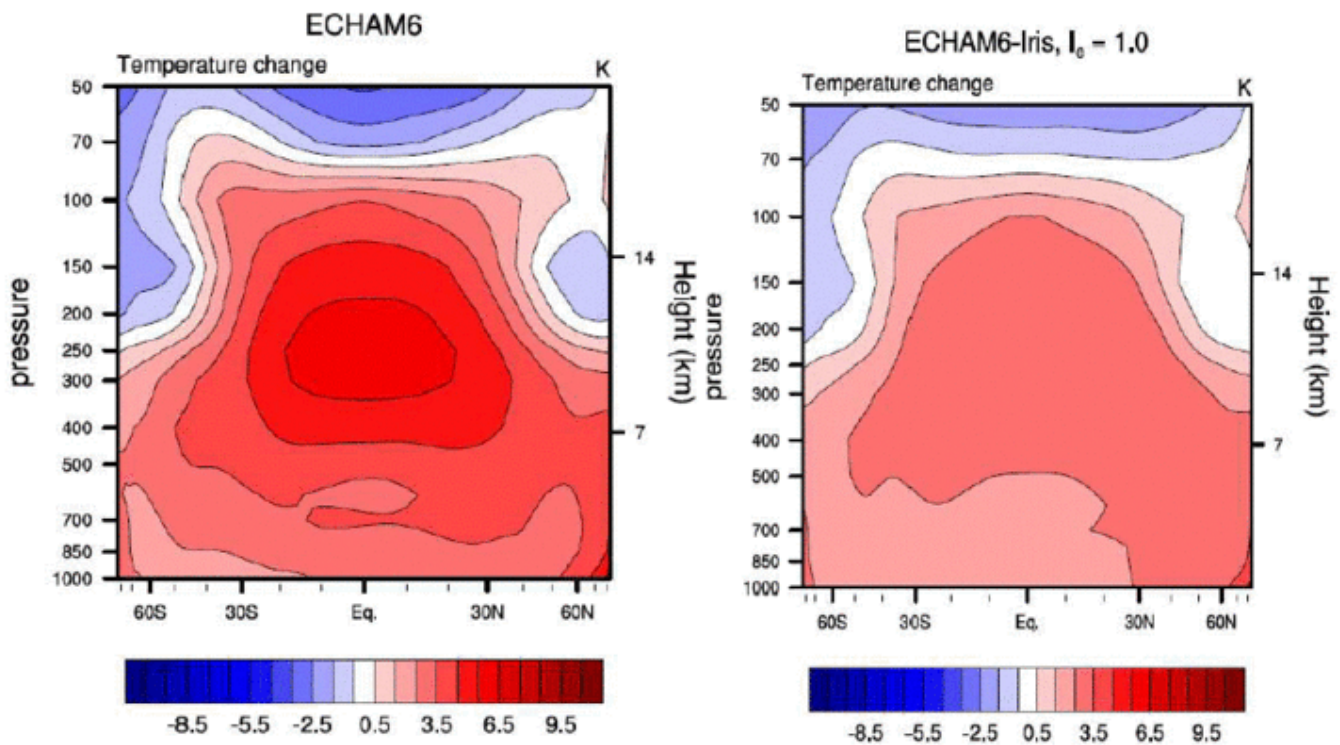 ECHAM6
Temperature change K
50
70
100
150
200
250
300
400
500
700
850
1000
pressure
14
7
Height (km)
60S 30S Eq. 30N 60N
-8.5 -5.5 -2.5 0.5 3.5 6.5 9.5
ECHAM6-Iris, Ie = 1.0
Temperature change K
50
70
100
150
200
250
300
400
500
700
850
1000
pressure
14
7
Height (km)
60S 30S Eq. 30N 60N
-8.5 -5.5 -2.5 0.5 3.5 6.5 9.5